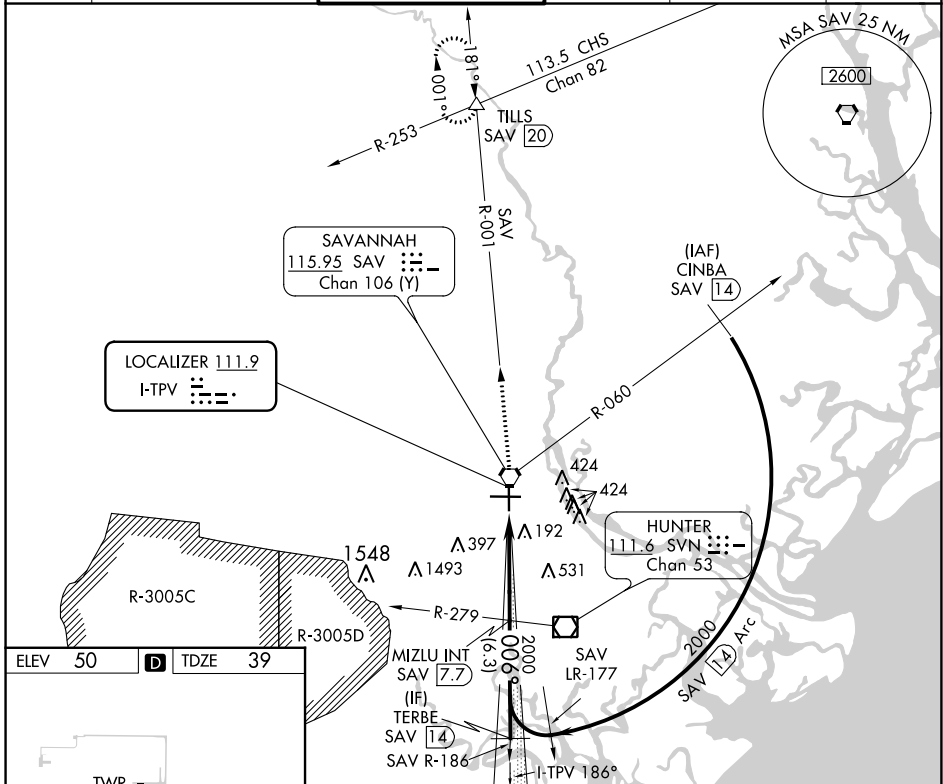 MSA SAV 25 NM
2600
181°
001°
113.5 CHS
Chan 82
TILLS
SAV 20
R-253
SAV
R-001
SAVANNAH
115.95 SAV
Chan 106 (Y)
(IAF)
CINBA
SAV 14
LOCALIZER 111.9
I-TPV
R-060
424
424
HUNTER
111.6 SVN
Chan 53
192
397
1548
1493
531
R-3005C
R-3005D
R-279
2000
006°
(6.3)
MIZLU INT
SAV 7.7
SAV
LR-177
2000
SAV 14 Arc
(IF)
TERBE
SAV 14
SAV R-186
I-TPV 186°
ELEV 50 D TDZE 39
TWR